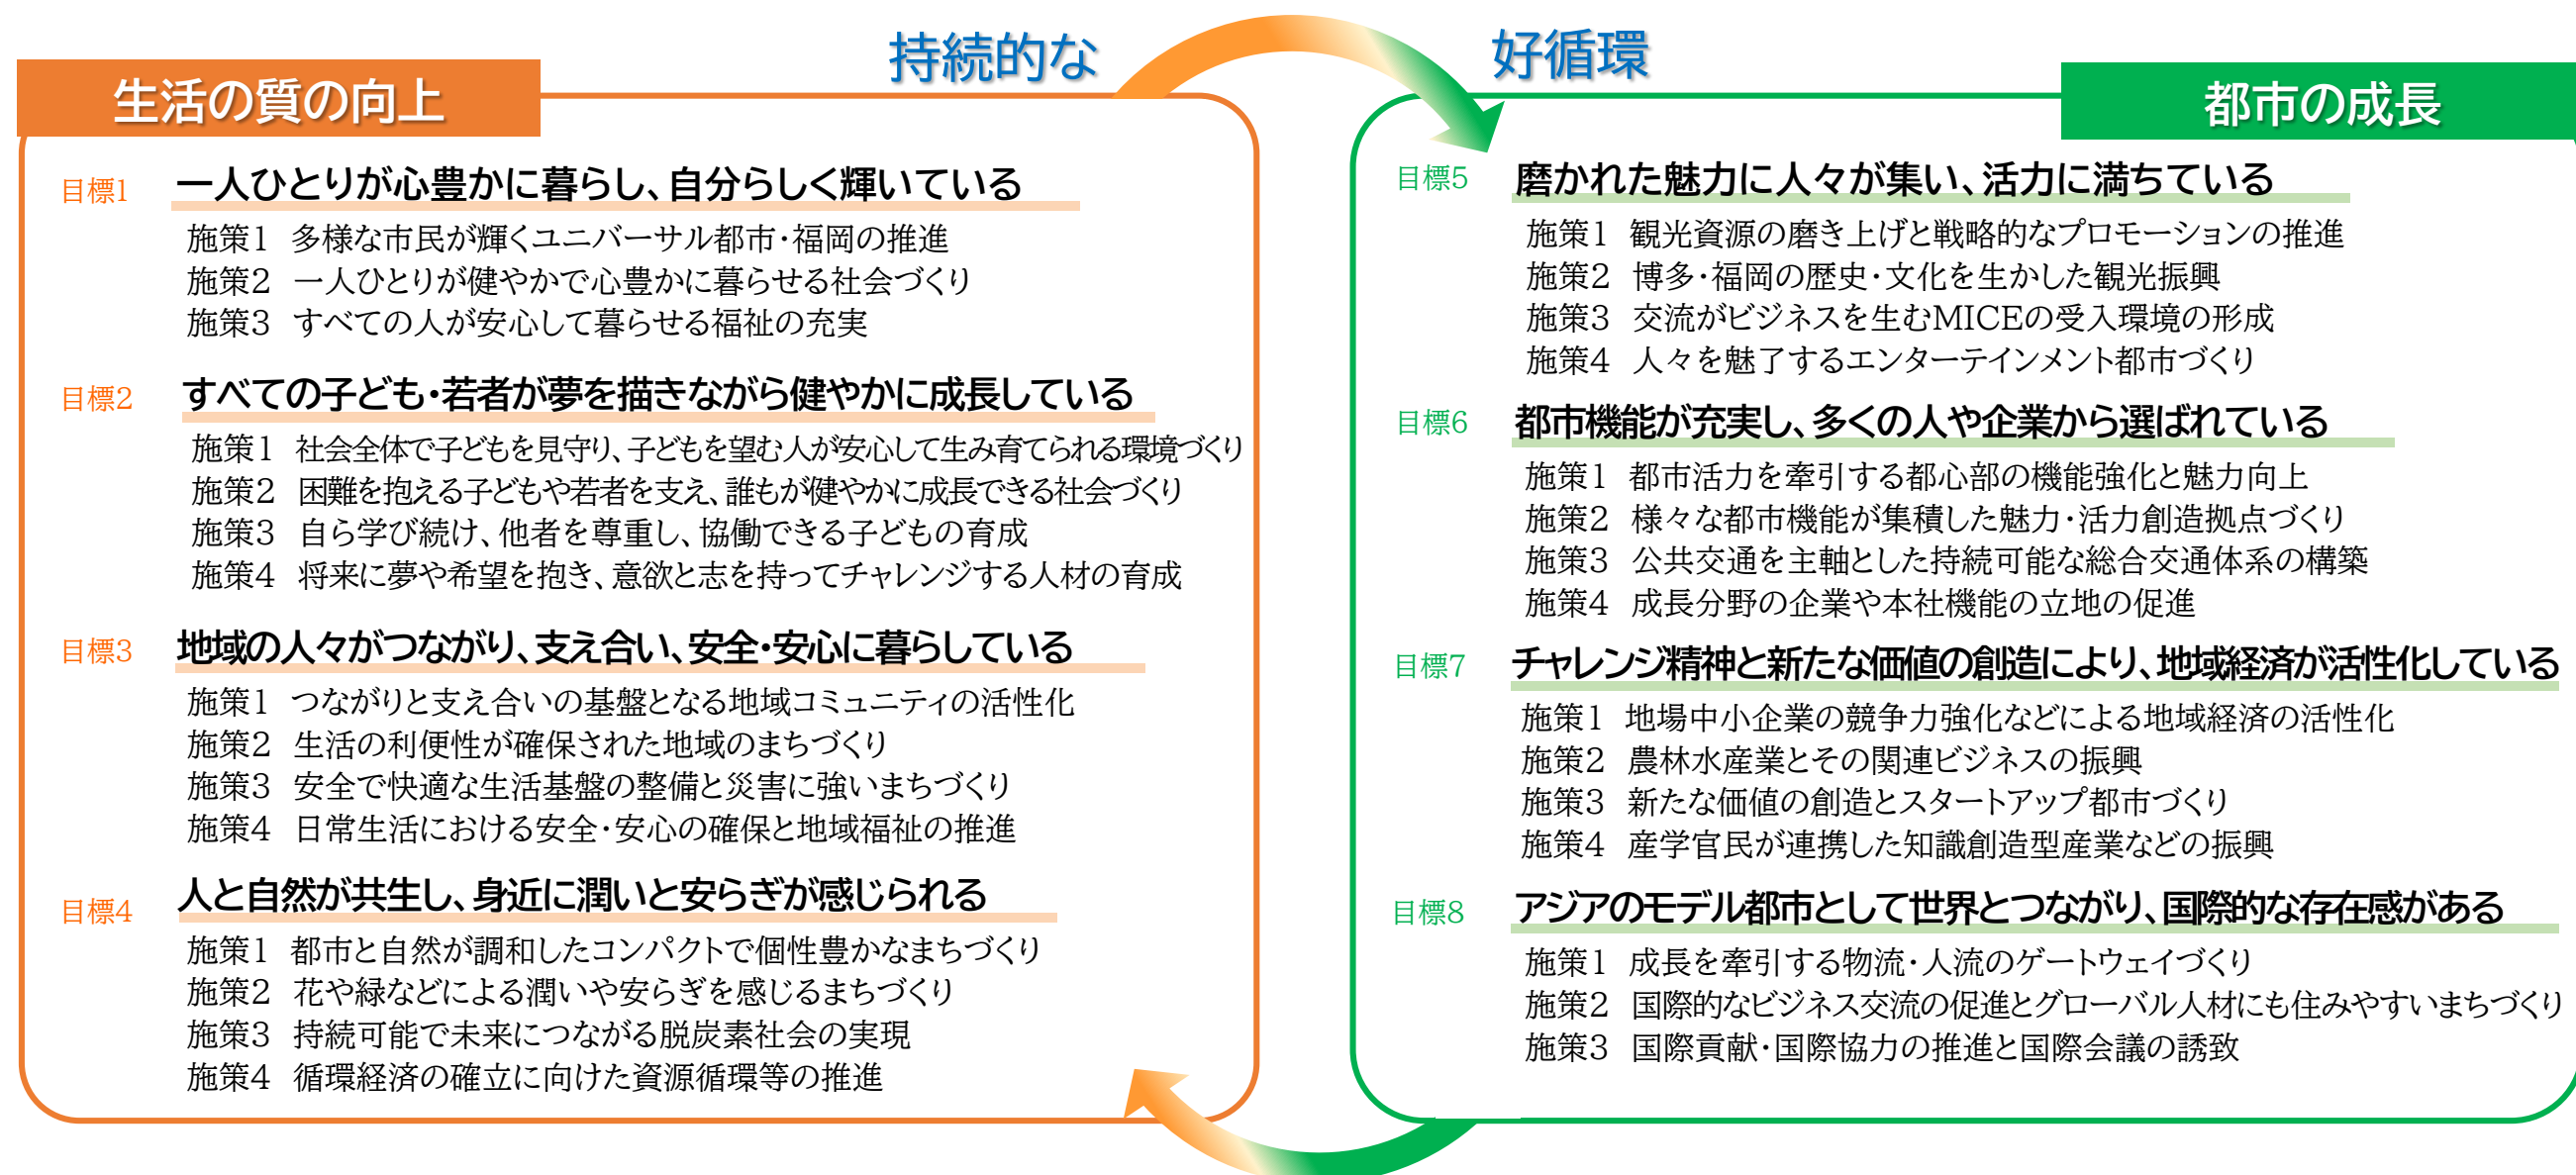 持続的な 好循環
生活の質の向上
目標1 一人ひとりが心豊かに暮らし、自分らしく輝いている
施策1 多様な市民が輝くユニバーサル都市・福岡の推進
施策2 一人ひとりが健やかで心豊かに暮らせる社会づくり
施策3 すべての人が安心して暮らせる福祉の充実
目標2 すべての子ども・若者が夢を描きながら健やかに成長している
施策1 社会全体で子どもを見守り、子どもを望む人が安心して生み育てられる環境づくり
施策2 困難を抱える子どもや若者を支え、誰もが健やかに成長できる社会づくり
施策3 自ら学び続け、他者を尊重し、協働できる子どもの育成
施策4 将来に夢や希望を抱き、意欲と志を持ってチャレンジする人材の育成
目標3 地域の人々がつながり、支え合い、安全・安心に暮らしている
施策1 つながりと支え合いの基盤となる地域コミュニティの活性化
施策2 生活の利便性が確保された地域のまちづくり
施策3 安全で快適な生活基盤の整備と災害に強いまちづくり
施策4 日常生活における安全・安心の確保と地域福祉の推進
目標4 人と自然が共生し、身近に潤いと安らぎが感じられる
施策1 都市と自然が調和したコンパクトで個性豊かなまちづくり
施策2 花や緑などによる潤いや安らぎを感じるまちづくり
施策3 持続可能で未来につながる脱炭素社会の実現
施策4 循環経済の確立に向けた資源循環等の推進
都市の成長
目標5 磨かれた魅力に人々が集い、活力に満ちている
施策1 観光資源の磨き上げと戦略的なプロモーションの推進
施策2 博多・福岡の歴史・文化を生かした観光振興
施策3 交流がビジネスを生むMICEの受入環境の形成
施策4 人々を魅了するエンターテインメント都市づくり
目標6 都市機能が充実し、多くの人や企業から選ばれている
施策1 都市活力を牽引する都心部の機能強化と魅力向上
施策2 様々な都市機能が集積した魅力・活力創造拠点づくり
施策3 公共交通を主軸とした持続可能な総合交通体系の構築
施策4 成長分野の企業や本社機能の立地の促進
目標7 チャレンジ精神と新たな価値の創造により、地域経済が活性化している
施策1 地場中小企業の競争力強化などによる地域経済の活性化
施策2 農林水産業とその関連ビジネスの振興
施策3 新たな価値の創造とスタートアップ都市づくり
施策4 産学官民が連携した知識創造型産業などの振興
目標8 アジアのモデル都市として世界とつながり、国際的な存在感がある
施策1 成長を牽引する物流・人流のゲートウェイづくり
施策2 国際的なビジネス交流の促進とグローバル人材にも住みやすいまちづくり
施策3 国際貢献・国際協力の推進と国際会議の誘致